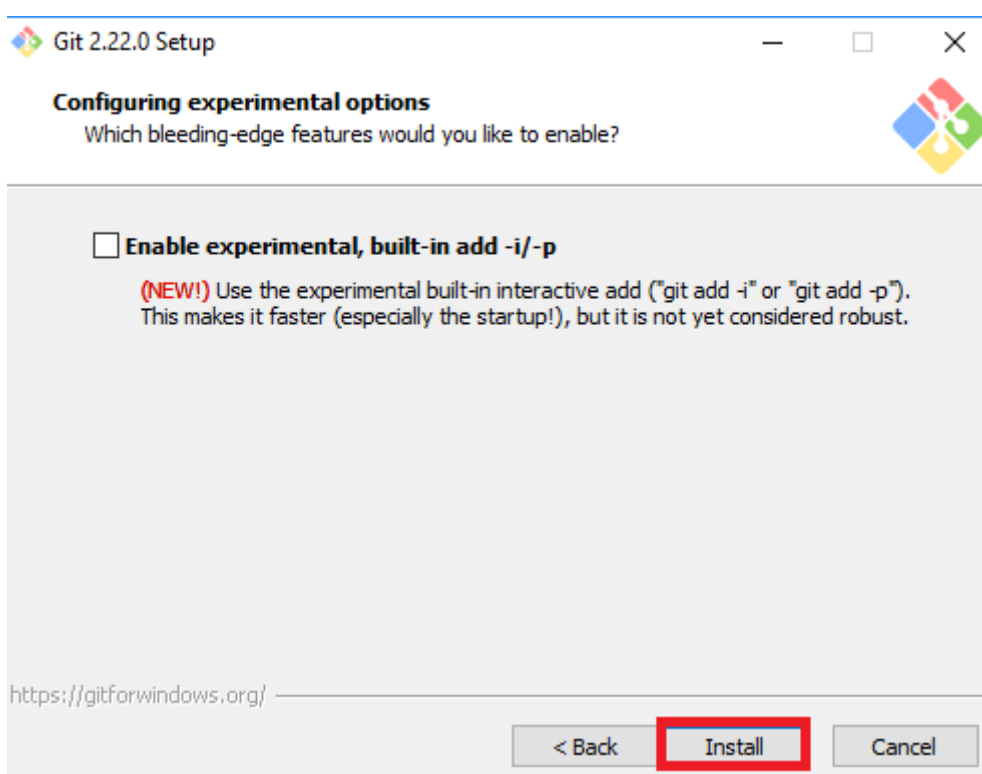 Git 2.22.0 Setup
Configuring experimental options
Which bleeding-edge features would you like to enable?
Enable experimental, built-in add -i/-p
(NEW!) Use the experimental built-in interactive add ("git add -i" or "git add -p").
This makes it faster (especially the startup!), but it is not yet considered robust.
https://gitforwindows.org/
< Back Install Cancel